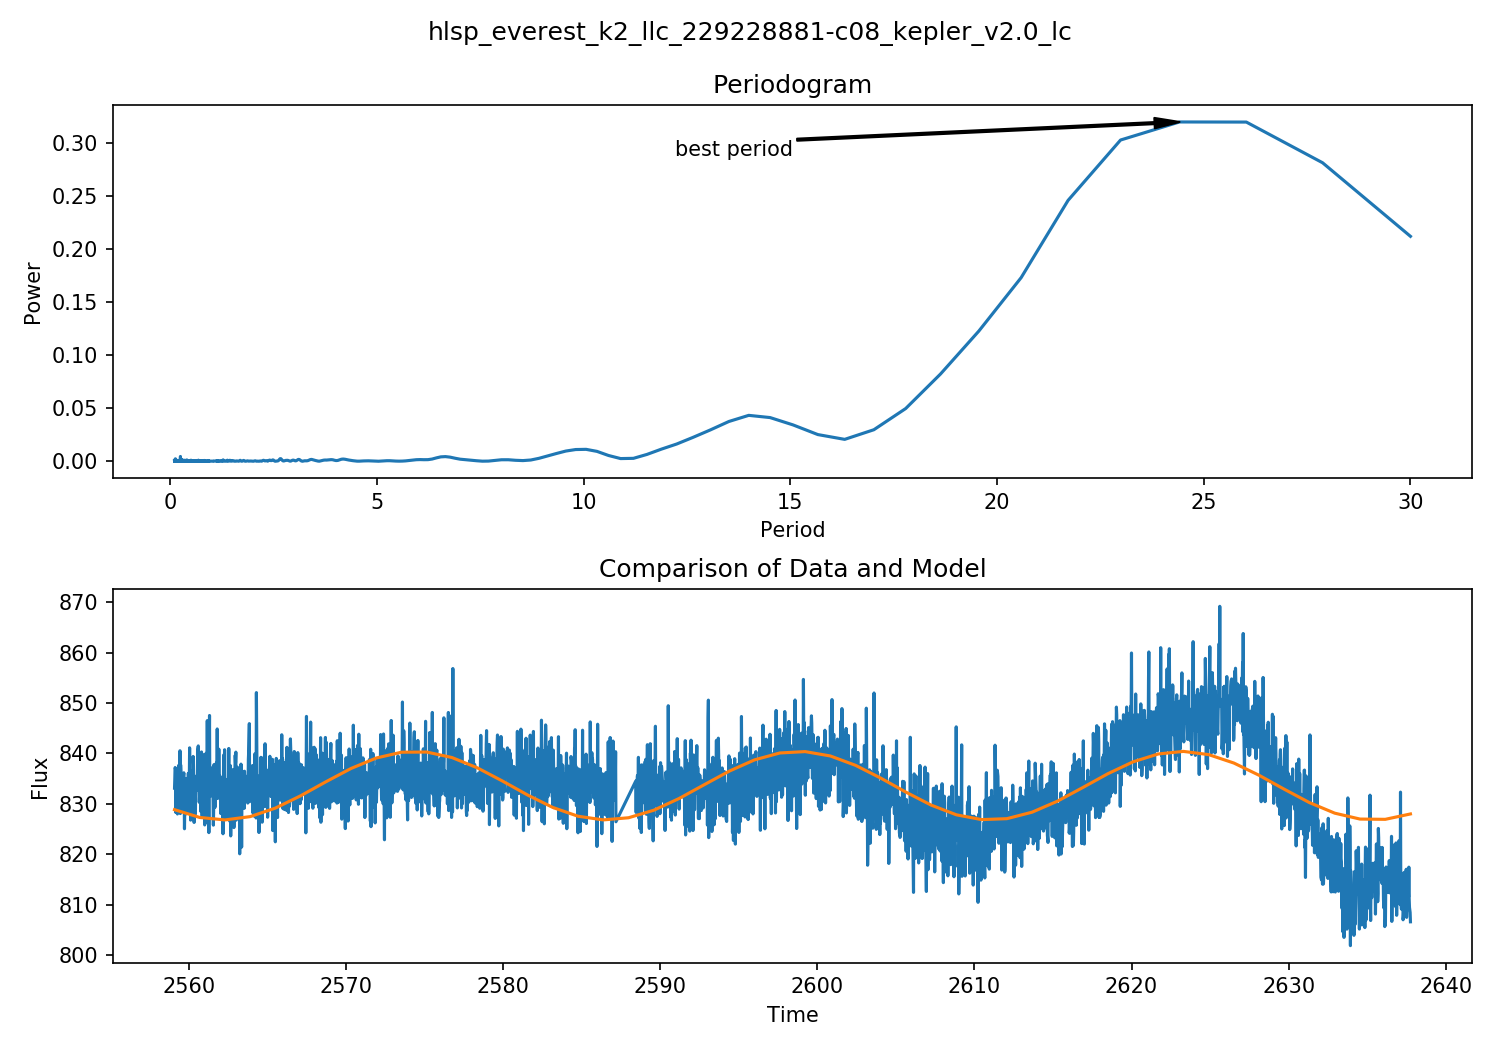 hlsp_everest_k2_llc_229228881-c08_kepler_v2.0_lc
Periodogram
0.30
0.25
0.20
0.15
0.10
0.05
0.00
Power
best period
0 5 10 15 20 25 30
Period
Comparison of Data and Model
870
860
850
840
830
820
810
800
Flux
2560 2570 2580 2590 2600 2610 2620 2630 2640
Time